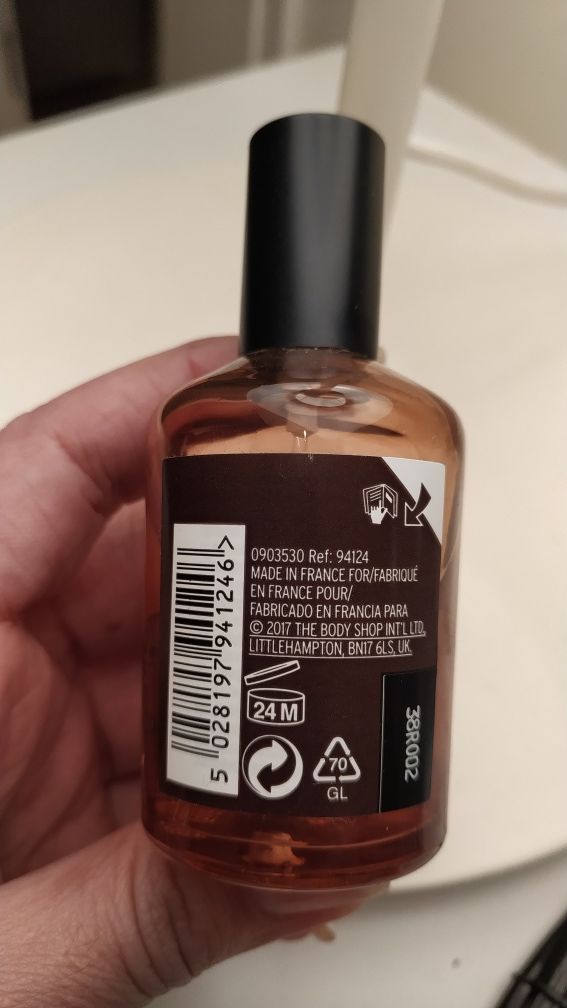 0903530 Ref: 94124
MADE IN FRANCE FOR/FABRIQUÉ
EN FRANCE POUR/
FABRICADO EN FRANCIA PARA
© 2017 THE BODY SHOP INT'L LTD,
LITTLEHAMPTON, BN17 6LS, UK.
5 028197 941246 >
24 M
70
GL
38R002